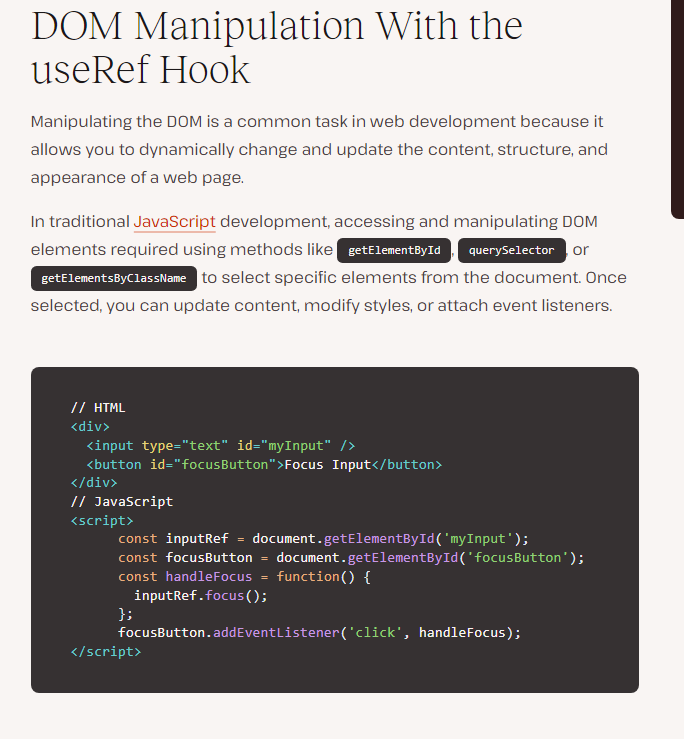 DOM Manipulation With the
useRef Hook
Manipulating the DOM is a common task in web development because it
allows you to dynamically change and update the content, structure, and
appearance of a web page.
In traditional JavaScript development, accessing and manipulating DOM
elements required using methods like getElementById, querySelector, or
getElementsByClassName to select specific elements from the document. Once
selected, you can update content, modify styles, or attach event listeners.
// HTML
<div>
  <input type="text" id="myInput" />
  <button id="focusButton">Focus Input</button>
</div>
// JavaScript
<script>
      const inputRef = document.getElementById('myInput');
      const focusButton = document.getElementById('focusButton');
      const handleFocus = function() {
        inputRef.focus();
      };
      focusButton.addEventListener('click', handleFocus);
</script>